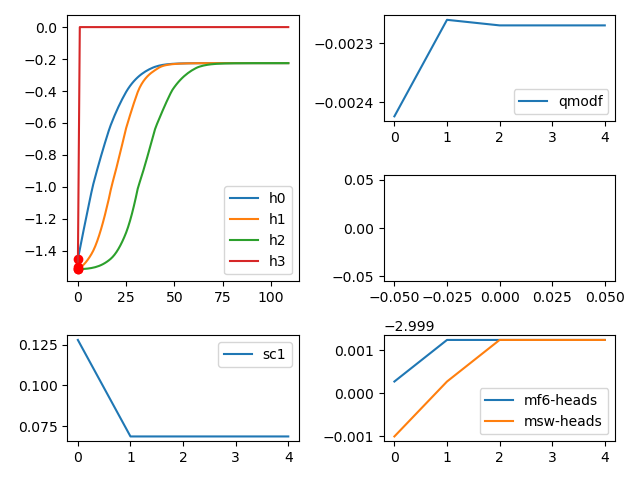 0.0
−0.2
−0.4
−0.6
−0.8
−1.0
−1.2
−1.4
0 25 50 75 100
h0
h1
h2
h3
−0.0023
−0.0024
0 1 2 3 4
qmodf
0.05
0.00
−0.05
−0.050 −0.025 0.000 0.025 0.050
0.125
0.100
0.075
0 1 2 3 4
sc1
−2.999
0.001
0.000
−0.001
0 1 2 3 4
mf6-heads
msw-heads